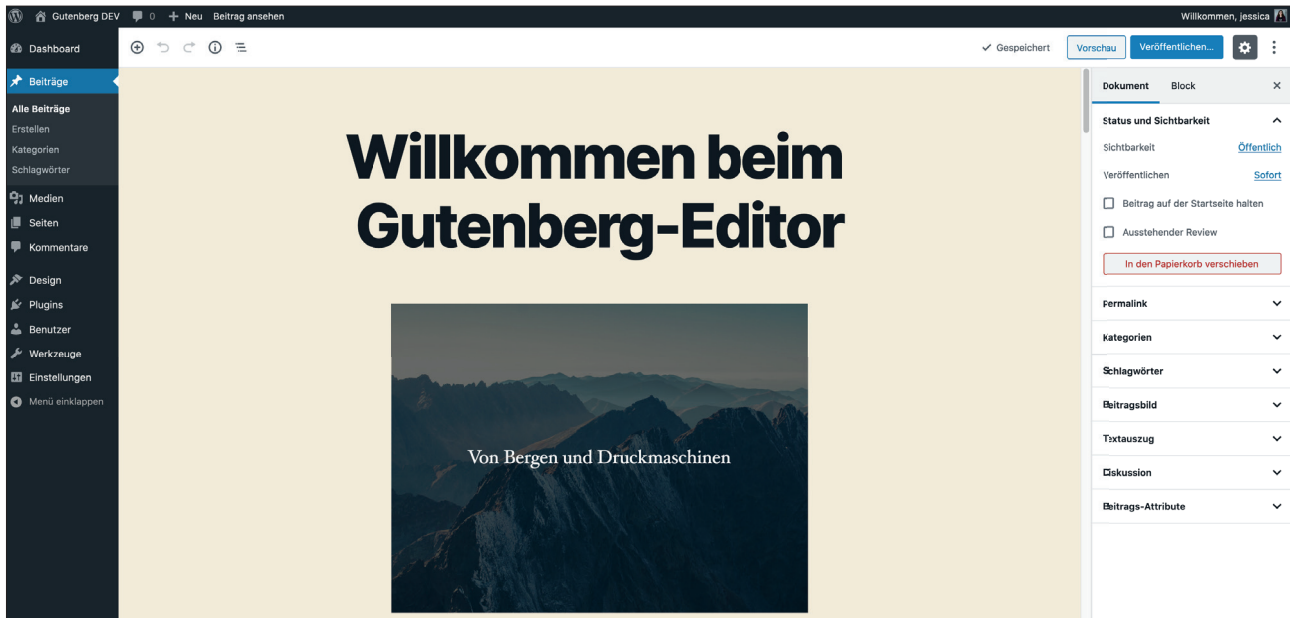 Gutenberg DEV 0 + Neu Beitrag ansehen
Willkommen, jessica
Dashboard
Beiträge
Alle Beiträge
Erstellen
Kategorien
Schlagwörter
Medien
Seiten
Kommentare
Design
Plugins
Benutzer
Werkzeuge
Einstellungen
Menü einklappen
Gespeichert
Vorschau
Veröffentlichen...
Willkommen beim
Gutenberg-Editor
Von Bergen und Druckmaschinen
Dokument Block
Status und Sichtbarkeit
Sichtbarkeit Öffentlich
Veröffentlichen Sofort
Beitrag auf der Startseite halten
Ausstehender Review
In den Papierkorb verschieben
Permalink
Kategorien
Schlagwörter
Beitragsbild
Textauszug
Diskussion
Beitrags-Attribute